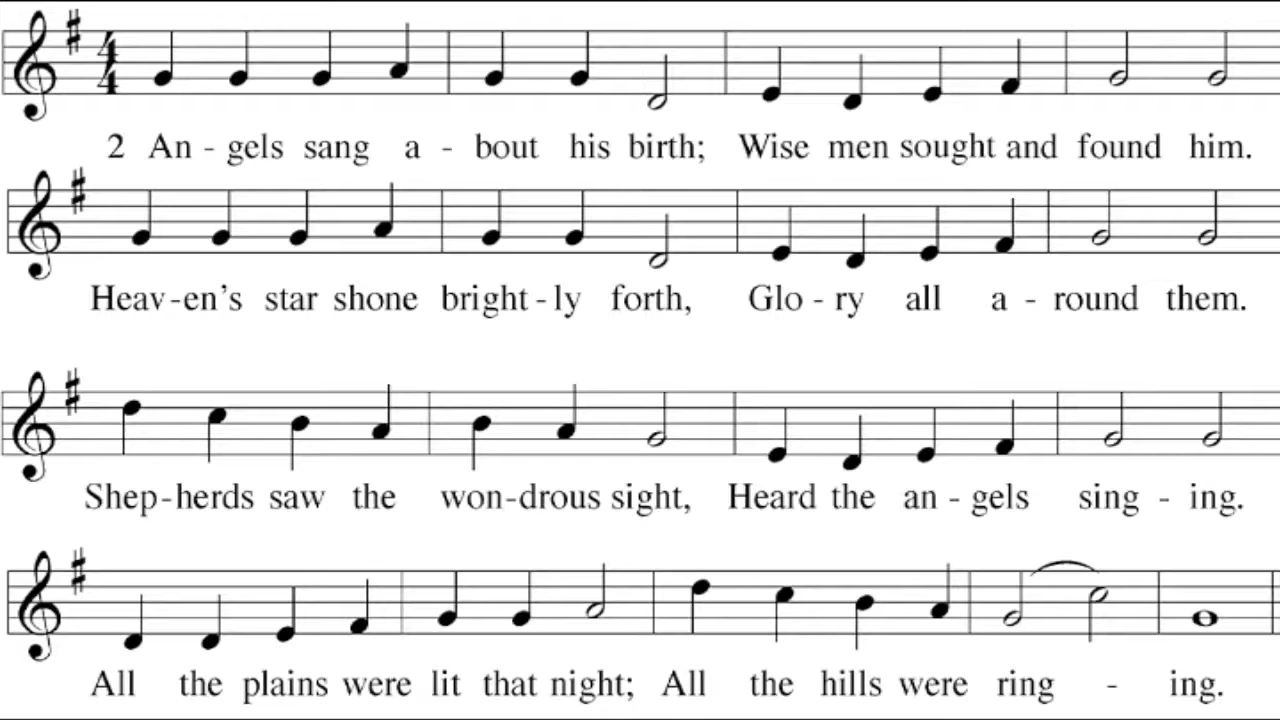 2 An - gels sang a - bout his birth; Wise men sought and found him.
Heav-en's star shone bright - ly forth, Glo - ry all a - round them.
Shep-herds saw the won-drous sight, Heard the an - gels sing - ing.
All the plains were lit that night; All the hills were ring - ing.